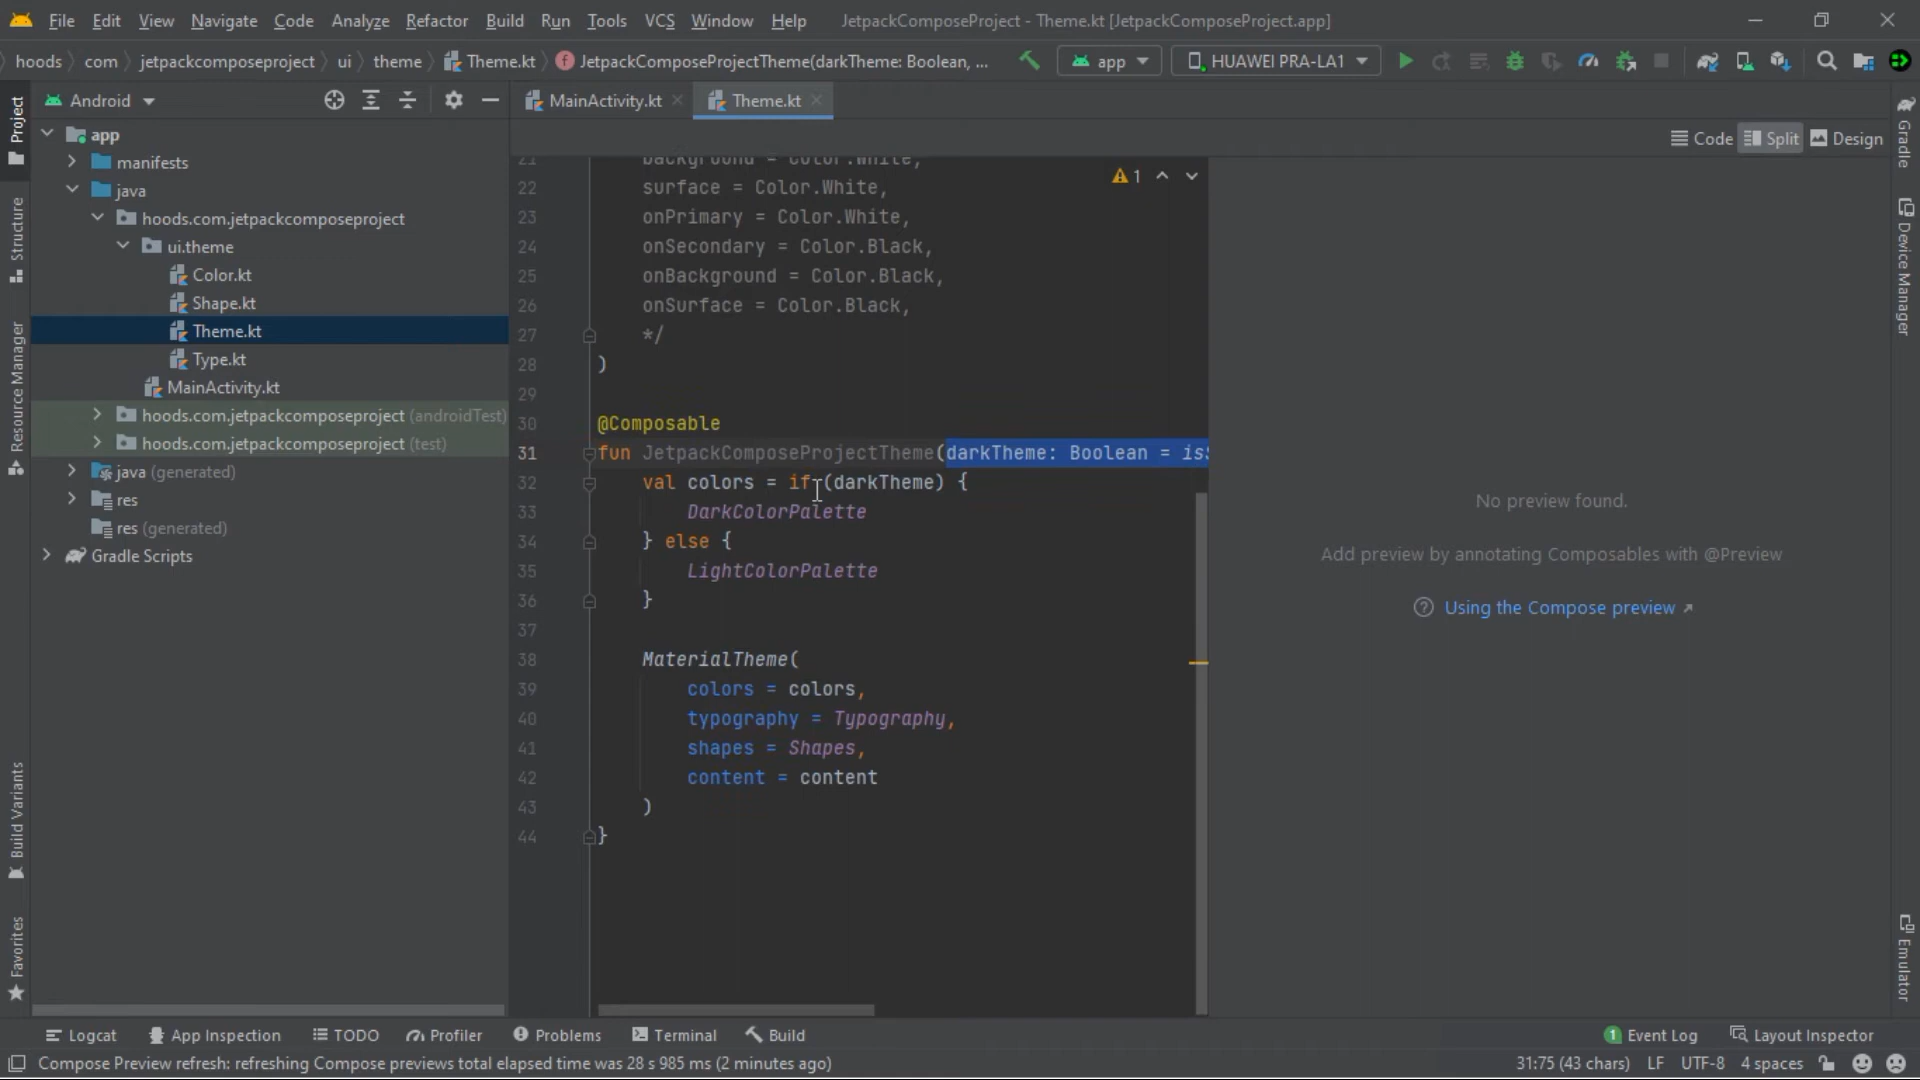 File Edit View Navigate Code Analyze Refactor Build Run Tools VCS Window Help JetpackComposeProject - Theme.kt [JetpackComposeProject.app]
hoods com jetpackcomposeproject ui theme Theme.kt JetpackComposeProjectTheme(darkTheme: Boolean, ... app HUAWEI PRA-LA1
Android MainActivity.kt Theme.kt
Code Split Design
Project
Structure
Resource Manager
Build Variants
Favorites
app
manifests
java
hoods.com.jetpackcomposeproject
ui.theme
Color.kt
Shape.kt
Theme.kt
Type.kt
MainActivity.kt
hoods.com.jetpackcomposeproject (androidTest)
hoods.com.jetpackcomposeproject (test)
java (generated)
res
res (generated)
Gradle Scripts
1
21 background = Color.White,
22 surface = Color.White,
23 onPrimary = Color.White,
24 onSecondary = Color.Black,
25 onBackground = Color.Black,
26 onSurface = Color.Black,
27 */
28 )
29
30 @Composable
31 fun JetpackComposeProjectTheme(darkTheme: Boolean = is
32 val colors = if (darkTheme) {
33 DarkColorPalette
34 } else {
35 LightColorPalette
36 }
37
38 MaterialTheme(
39 colors = colors,
40 typography = Typography,
41 shapes = Shapes,
42 content = content
43 )
44 }
No preview found.
Add preview by annotating Composables with @Preview
Using the Compose preview
Gradle
Device Manager
Emulator
Logcat App Inspection TODO Profiler Problems Terminal Build 1 Event Log Layout Inspector
Compose Preview refresh: refreshing Compose previews total elapsed time was 28 s 985 ms (2 minutes ago) 31:75 (43 chars) LF UTF-8 4 spaces